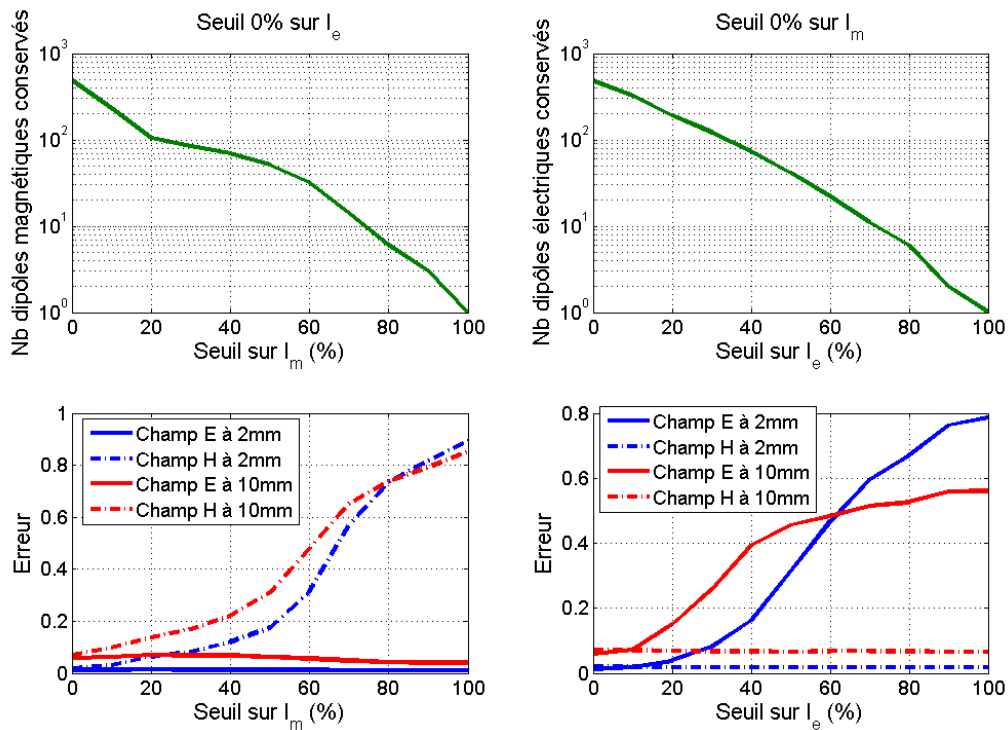 Seuil 0% sur I_e
Nb dipôles magnétiques conservés
10^3
10^2
10^1
10^0
0 20 40 60 80 100
Seuil sur I_m (%)
Seuil 0% sur I_m
Nb dipôles électriques conservés
10^3
10^2
10^1
10^0
0 20 40 60 80 100
Seuil sur I_e (%)
Erreur
1
0.8
0.6
0.4
0.2
0
Champ E à 2mm
Champ H à 2mm
Champ E à 10mm
Champ H à 10mm
0 20 40 60 80 100
Seuil sur I_m (%)
Erreur
0.8
0.6
0.4
0.2
0
Champ E à 2mm
Champ H à 2mm
Champ E à 10mm
Champ H à 10mm
0 20 40 60 80 100
Seuil sur I_e (%)